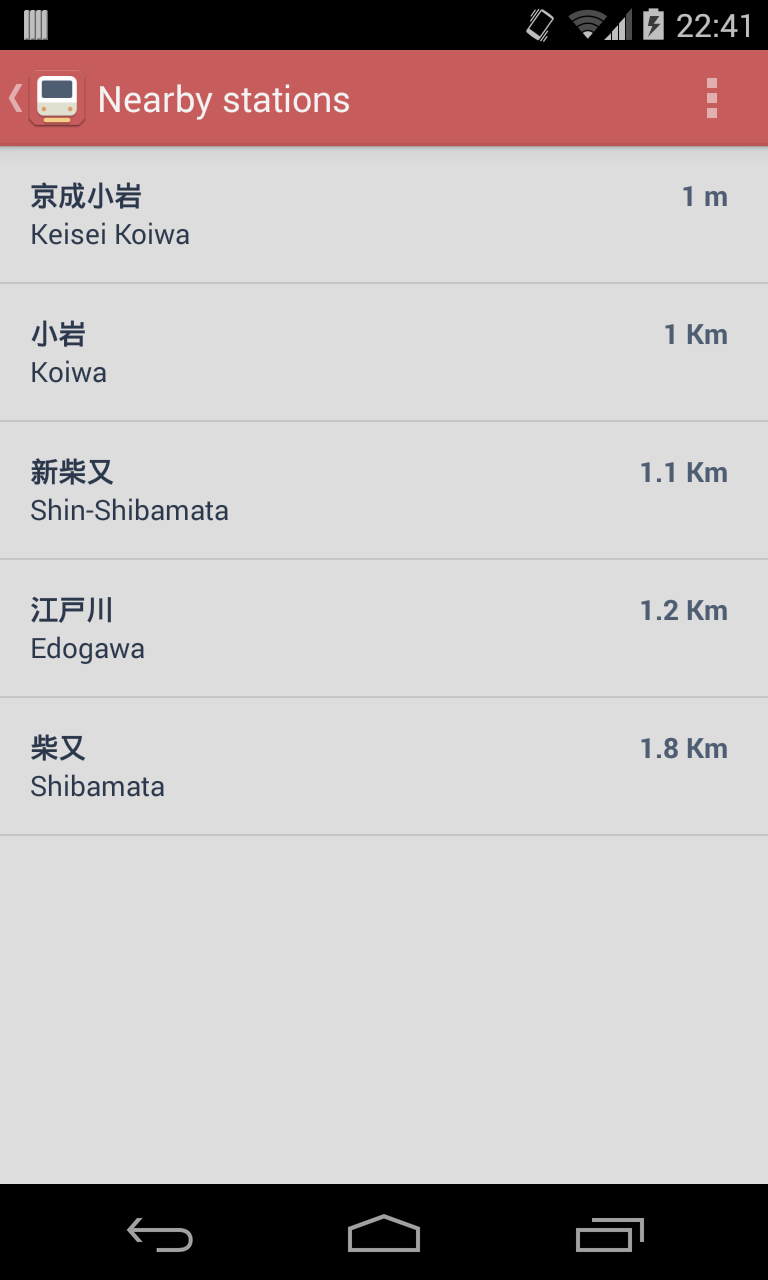 22:41
Nearby stations
京成小岩
1 m
Keisei Koiwa
小岩
1 Km
Koiwa
新柴又
1.1 Km
Shin-Shibamata
江戸川
1.2 Km
Edogawa
柴又
1.8 Km
Shibamata